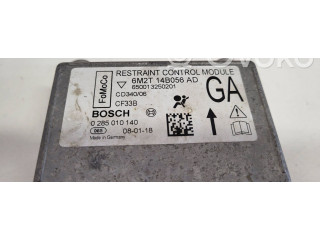 OVOKO
FoMoCo
RESTRAINT CONTROL MODULE
6M2T 14B056 AD
650013250201
CO340/06
CF33B
GA
BOSCH
0 285 010 140
08-01-18
Made in Germany